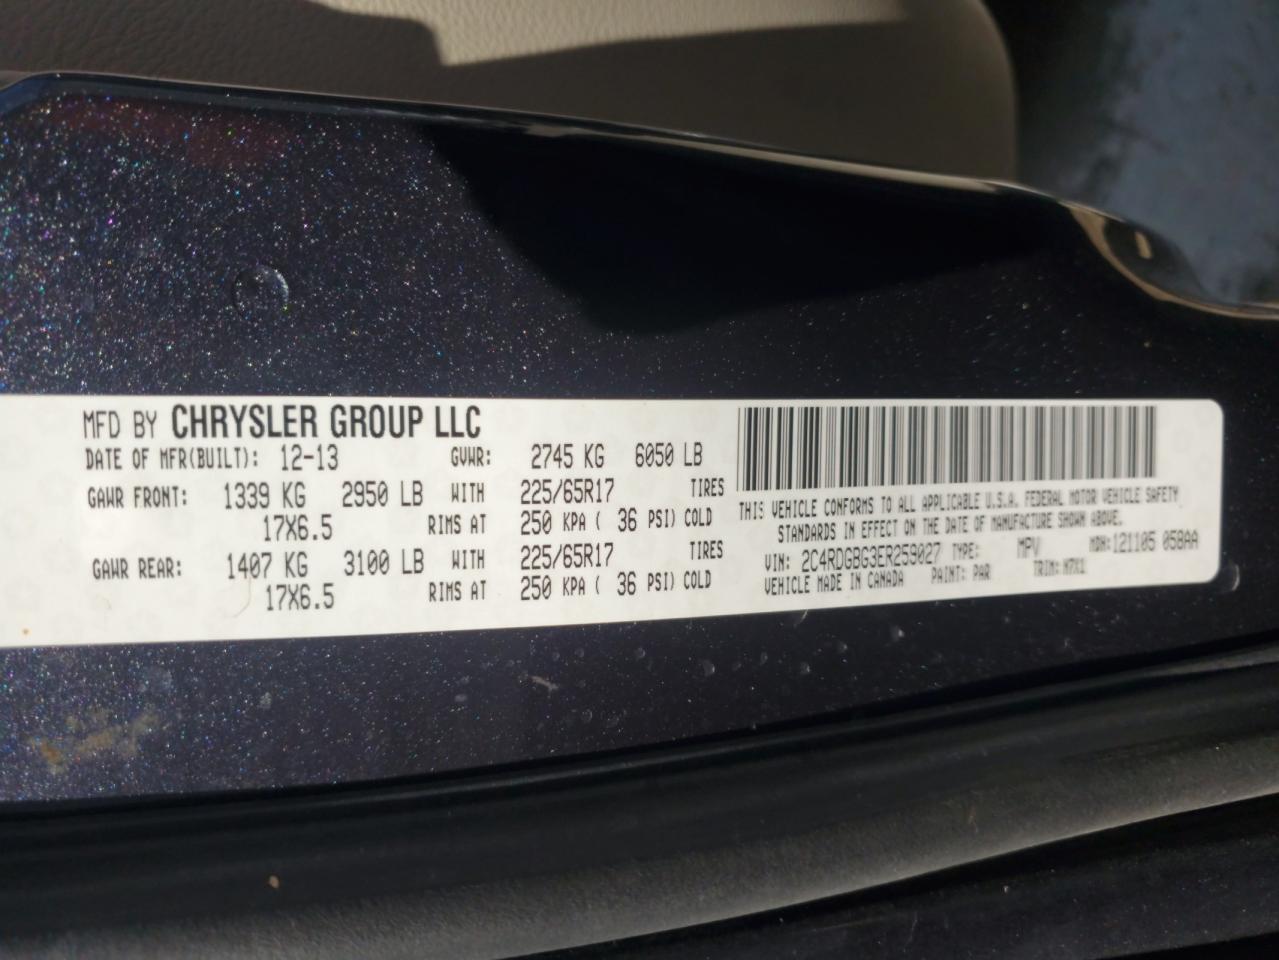 MFD BY CHRYSLER GROUP LLC
DATE OF MFR(BUILT): 12-13 GVWR: 2745 KG 6050 LB
GAWR FRONT: 1339 KG 2950 LB WITH 225/65R17 TIRES
17X6.5 RIMS AT 250 KPA ( 36 PSI) COLD
GAWR REAR: 1407 KG 3100 LB WITH 225/65R17 TIRES
17X6.5 RIMS AT 250 KPA ( 36 PSI) COLD
THIS VEHICLE CONFORMS TO ALL APPLICABLE U.S.A. FEDERAL MOTOR VEHICLE SAFETY
STANDARDS IN EFFECT ON THE DATE OF MANUFACTURE SHOWN ABOVE.
VIN: 2C4RDGBG3ER259027 TYPE: MPV MDH:121105 058AA
VEHICLE MADE IN CANADA PAINT: PAR TRIM: